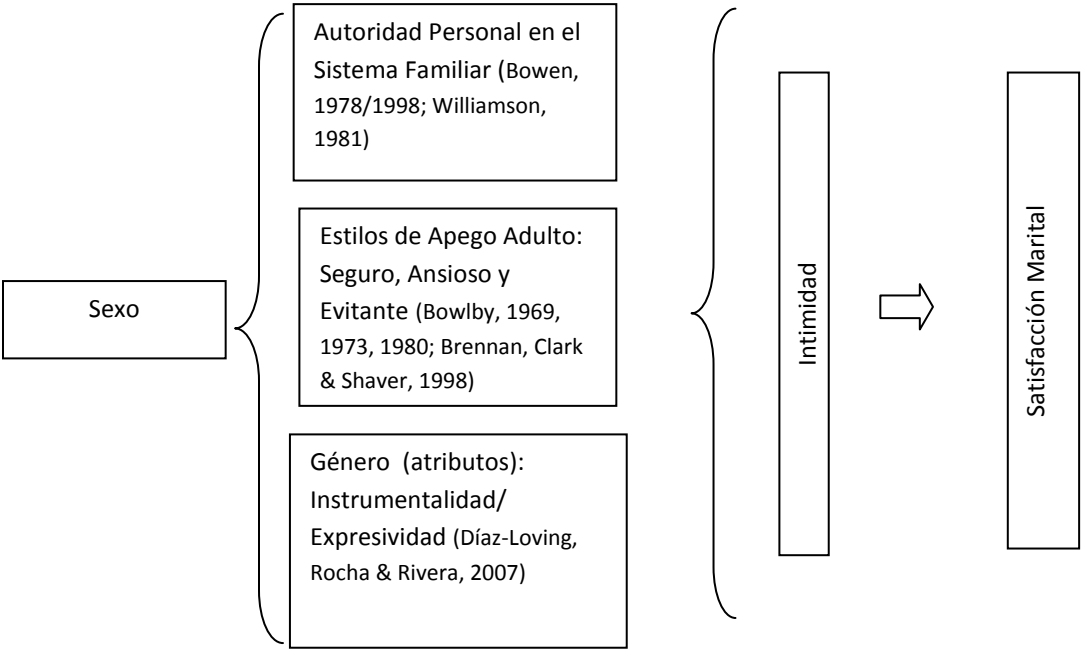 Sexo
Autoridad Personal en el
Sistema Familiar (Bowen,
1978/1998; Williamson,
1981)
Estilos de Apego Adulto:
Seguro, Ansioso y
Evitante (Bowlby, 1969,
1973, 1980; Brennan, Clark
& Shaver, 1998)
Género (atributos):
Instrumentalidad/
Expresividad (Díaz-Loving,
Rocha & Rivera, 2007)
Intimidad
Satisfacción Marital